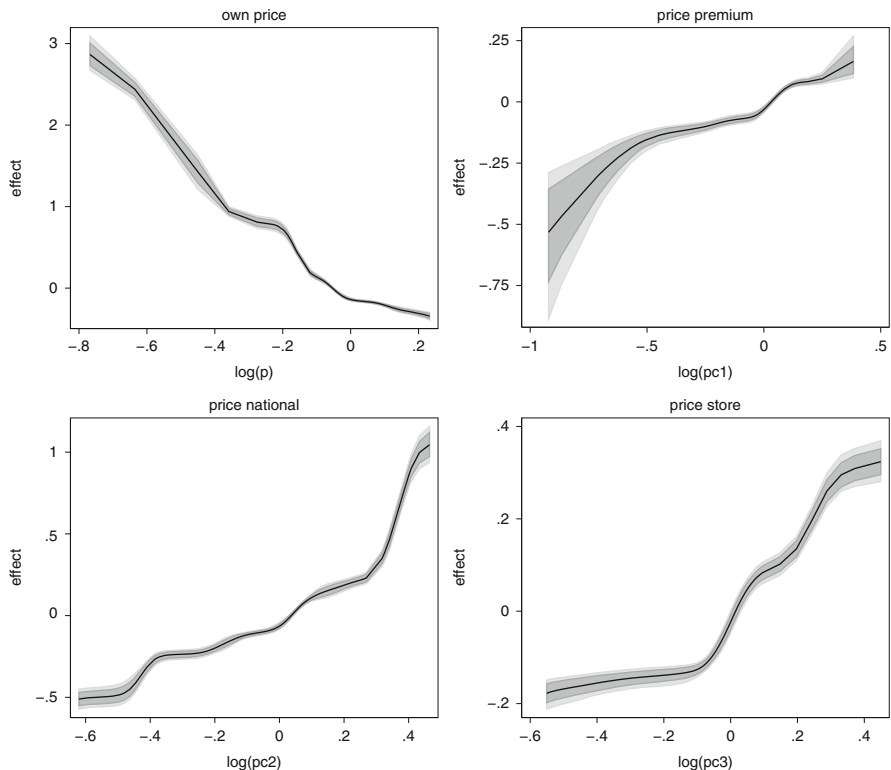 own price
3
2
1
0
effect
−.8 −.6 −.4 −.2 0 .2
log(p)
price premium
.25
0
−.25
−.5
−.75
effect
−1 −.5 0 .5
log(pc1)
price national
1
.5
0
−.5
effect
−.6 −.4 −.2 0 .2 .4
log(pc2)
price store
.4
.2
0
−.2
effect
−.6 −.4 −.2 0 .2 .4
log(pc3)